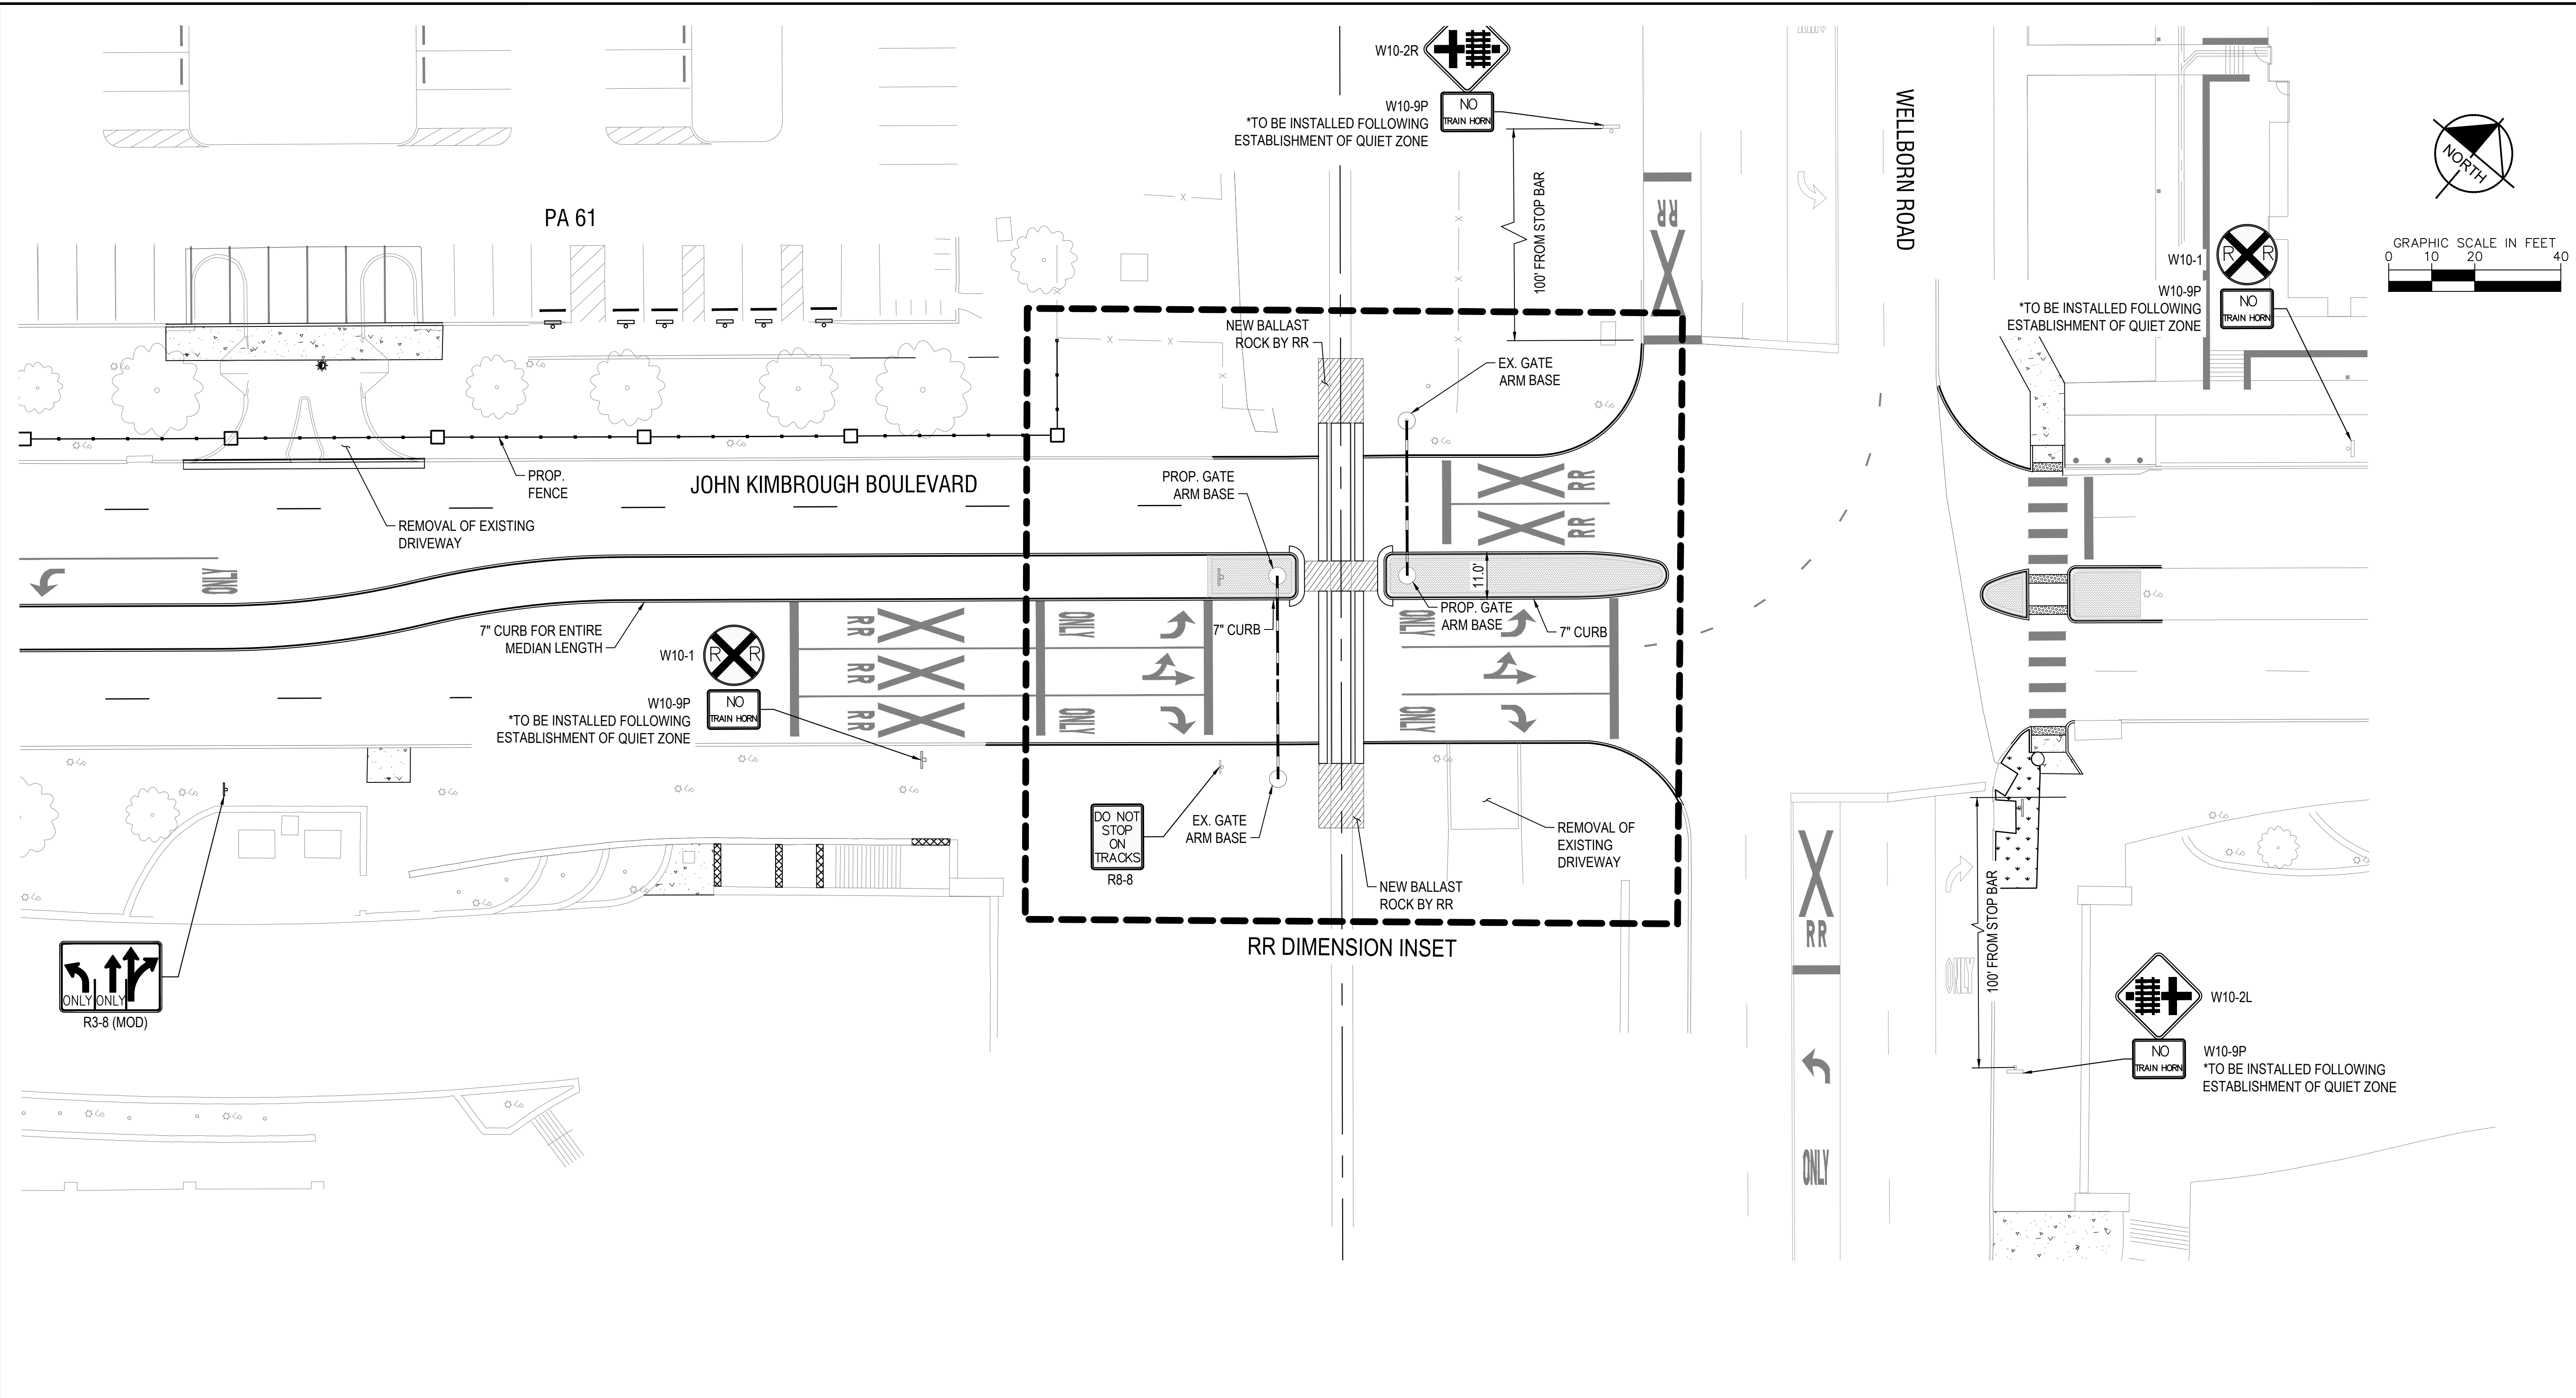 W10-2R
W10-9P
*TO BE INSTALLED FOLLOWING
ESTABLISHMENT OF QUIET ZONE
NO
TRAIN HORN
100' FROM STOP BAR
WELLBORN ROAD
NORTH
GRAPHIC SCALE IN FEET
0 10 20 40
W10-1
R R
W10-9P
*TO BE INSTALLED FOLLOWING
ESTABLISHMENT OF QUIET ZONE
NO
TRAIN HORN
PA 61
RR
NEW BALLAST
ROCK BY RR
EX. GATE
ARM BASE
PROP.
FENCE
JOHN KIMBROUGH BOULEVARD
PROP. GATE
ARM BASE
RR
RR
REMOVAL OF EXISTING
DRIVEWAY
ONLY
11.0'
7" CURB FOR ENTIRE
MEDIAN LENGTH
W10-1
R R
W10-9P
*TO BE INSTALLED FOLLOWING
ESTABLISHMENT OF QUIET ZONE
NO
TRAIN HORN
RR
RR
RR
ONLY
ONLY
7" CURB
PROP. GATE
ARM BASE
7" CURB
ONLY
ONLY
DO NOT
STOP
ON
TRACKS
R8-8
EX. GATE
ARM BASE
REMOVAL OF
EXISTING
DRIVEWAY
NEW BALLAST
ROCK BY RR
RR DIMENSION INSET
ONLY ONLY
R3-8 (MOD)
RR
ONLY
ONLY
100' FROM STOP BAR
W10-2L
W10-9P
*TO BE INSTALLED FOLLOWING
ESTABLISHMENT OF QUIET ZONE
NO
TRAIN HORN